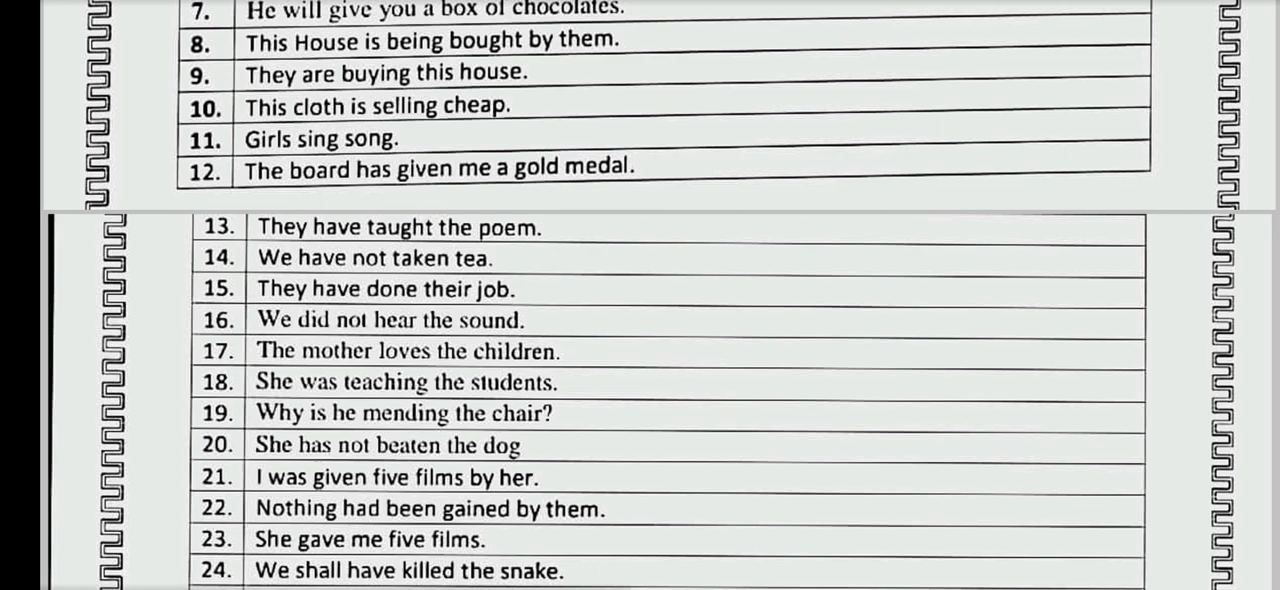 7. He will give you a box of chocolates.
8. This House is being bought by them.
9. They are buying this house.
10. This cloth is selling cheap.
11. Girls sing song.
12. The board has given me a gold medal.
13. They have taught the poem.
14. We have not taken tea.
15. They have done their job.
16. We did not hear the sound.
17. The mother loves the children.
18. She was teaching the students.
19. Why is he mending the chair?
20. She has not beaten the dog
21. I was given five films by her.
22. Nothing had been gained by them.
23. She gave me five films.
24. We shall have killed the snake.